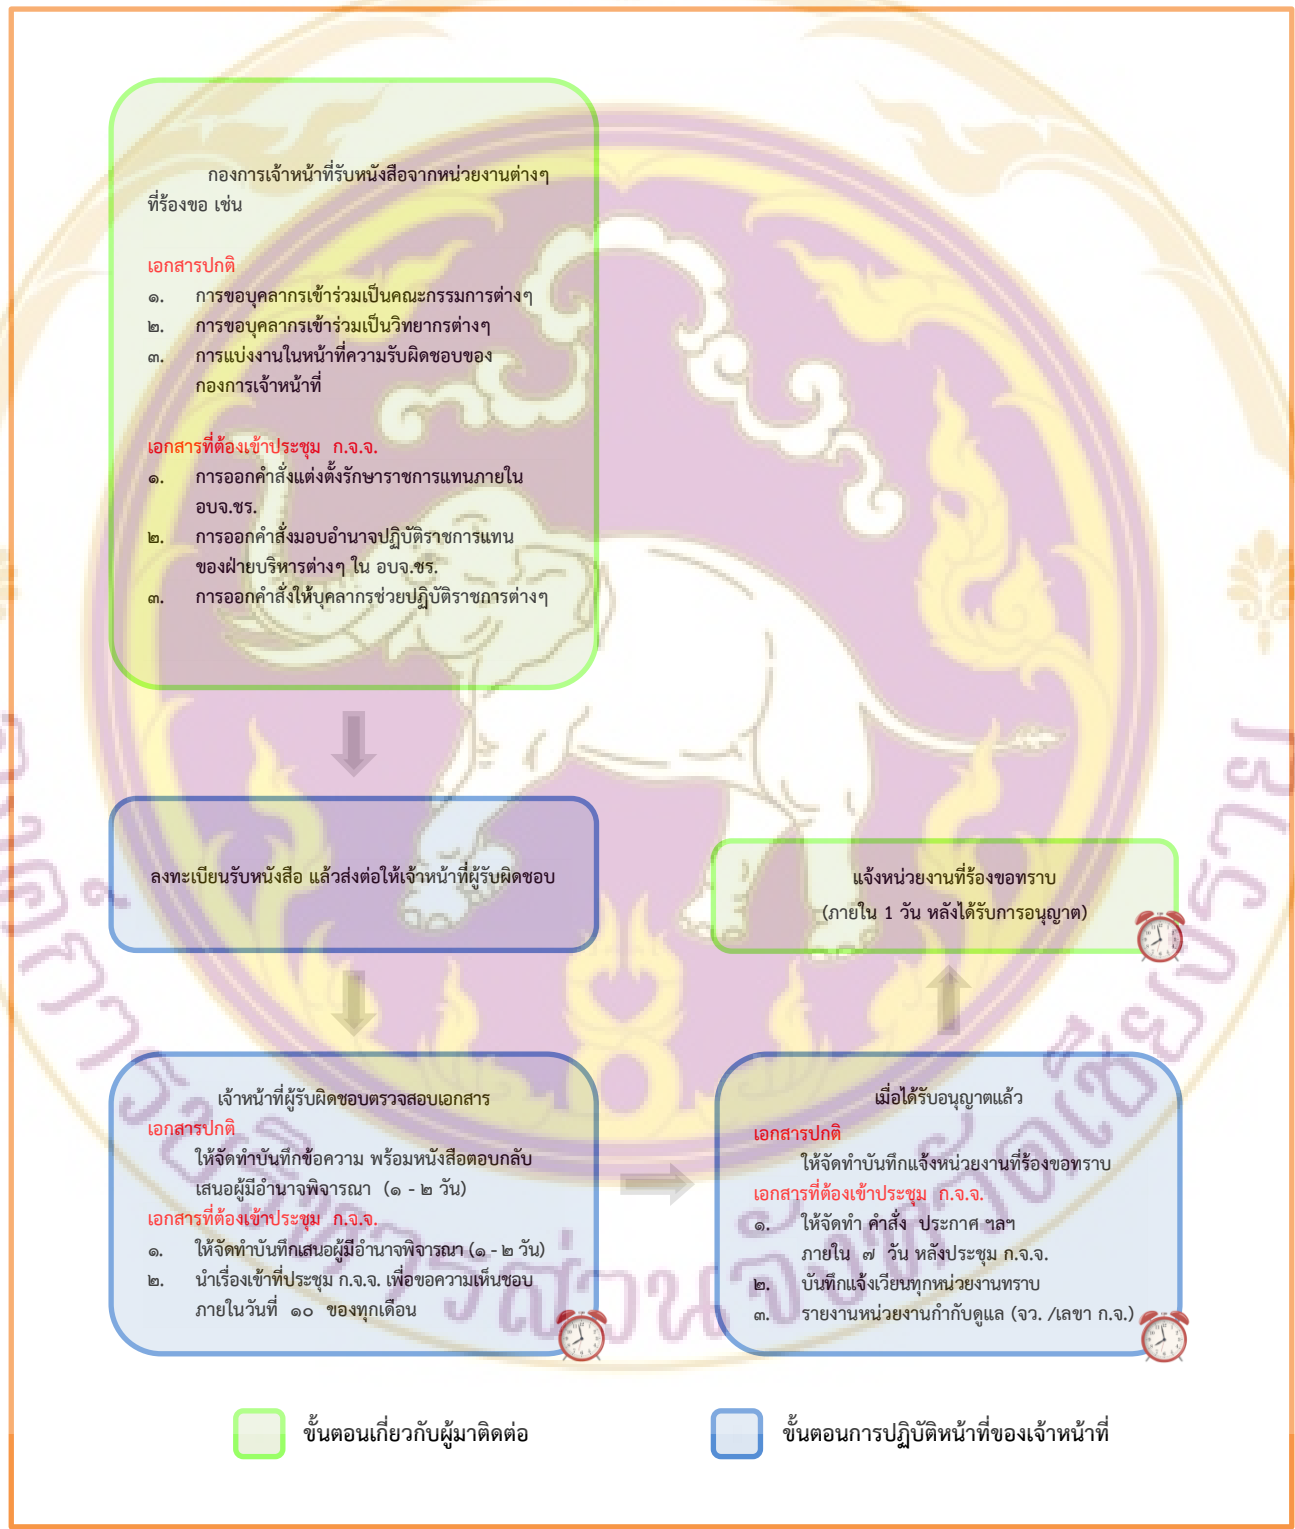 กองการเจ้าหน้าที่รับหนังสือจากหน่วยงานต่างๆ
ที่ร้องขอ เช่น
เอกสารปกติ
๑. การขอบุคลากรเข้าร่วมเป็นคณะกรรมการต่างๆ
๒. การขอบุคลากรเข้าร่วมเป็นวิทยากรต่างๆ
๓. การแบ่งงานในหน้าที่ความรับผิดชอบของ
กองการเจ้าหน้าที่
เอกสารที่ต้องเข้าประชุม ก.จ.จ.
๑. การออกคำสั่งแต่งตั้งรักษาราชการแทนภายใน
อบจ.ชร.
๒. การออกคำสั่งมอบอำนาจปฏิบัติราชการแทน
ของฝ่ายบริหารต่างๆ ใน อบจ.ชร.
๓. การออกคำสั่งให้บุคลากรช่วยปฏิบัติราชการต่างๆ
ลงทะเบียนรับหนังสือ แล้วส่งต่อให้เจ้าหน้าที่ผู้รับผิดชอบ
เจ้าหน้าที่ผู้รับผิดชอบตรวจสอบเอกสาร
เอกสารปกติ
ให้จัดทำบันทึกข้อความ พร้อมหนังสือตอบกลับ
เสนอผู้มีอำนาจพิจารณา (๑ - ๒ วัน)
เอกสารที่ต้องเข้าประชุม ก.จ.จ.
๑. ให้จัดทำบันทึกเสนอผู้มีอำนาจพิจารณา (๑ - ๒ วัน)
๒. นำเรื่องเข้าที่ประชุม ก.จ.จ. เพื่อขอความเห็นชอบ
ภายในวันที่ ๑๐ ของทุกเดือน
เมื่อได้รับอนุญาตแล้ว
เอกสารปกติ
ให้จัดทำบันทึกแจ้งหน่วยงานที่ร้องขอทราบ
เอกสารที่ต้องเข้าประชุม ก.จ.จ.
๑. ให้จัดทำ คำสั่ง ประกาศ ฯลฯ
ภายใน ๗ วัน หลังประชุม ก.จ.จ.
๒. บันทึกแจ้งเวียนทุกหน่วยงานทราบ
๓. รายงานหน่วยงานกำกับดูแล (จว. /เลขา ก.จ.)
แจ้งหน่วยงานที่ร้องขอทราบ
(ภายใน 1 วัน หลังได้รับการอนุญาต)
ขั้นตอนเกี่ยวกับผู้มาติดต่อ
ขั้นตอนการปฏิบัติหน้าที่ของเจ้าหน้าที่
องค์การบริหารส่วนจังหวัดเชียงราย